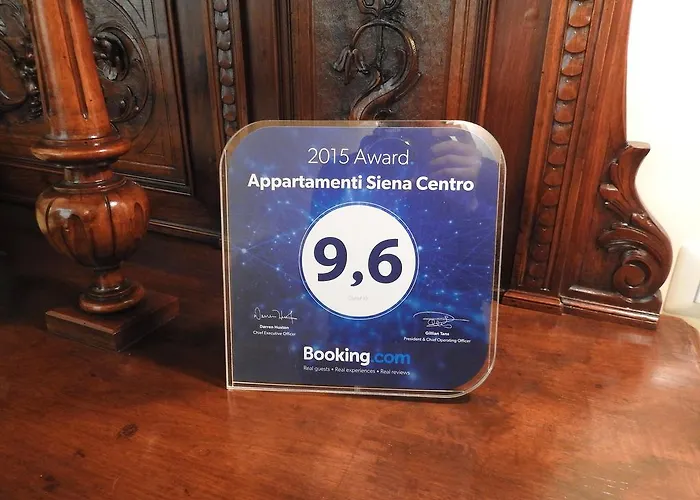 2015 Award
Appartamenti Siena Centro
9,6
Darren Huston
Chief Executive Officer
Gillian Tans
President & Chief Operating Officer
Booking.com
Real guests • Real experiences • Real reviews